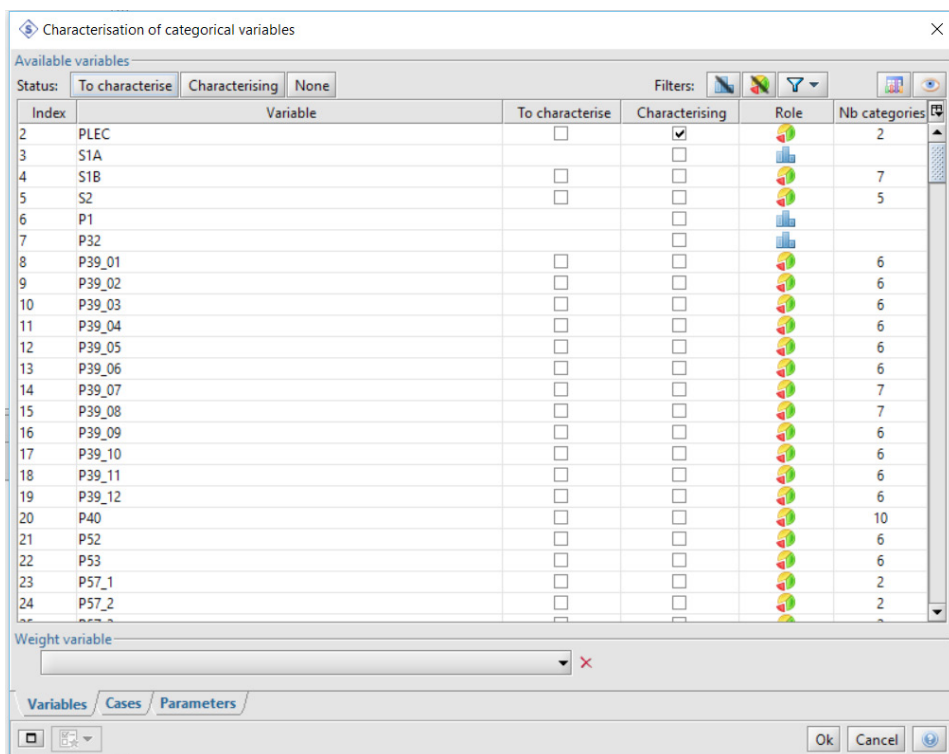 Characterisation of categorical variables
Available variables
Status: To characterise Characterising None Filters:
Index Variable To characterise Characterising Role Nb categories
2 PLEC 2
3 S1A
4 S1B 7
5 S2 5
6 P1
7 P32
8 P39_01 6
9 P39_02 6
10 P39_03 6
11 P39_04 6
12 P39_05 6
13 P39_06 6
14 P39_07 7
15 P39_08 7
16 P39_09 6
17 P39_10 6
18 P39_11 6
19 P39_12 6
20 P40 10
21 P52 6
22 P53 6
23 P57_1 2
24 P57_2 2
Weight variable
Variables Cases Parameters
Ok Cancel